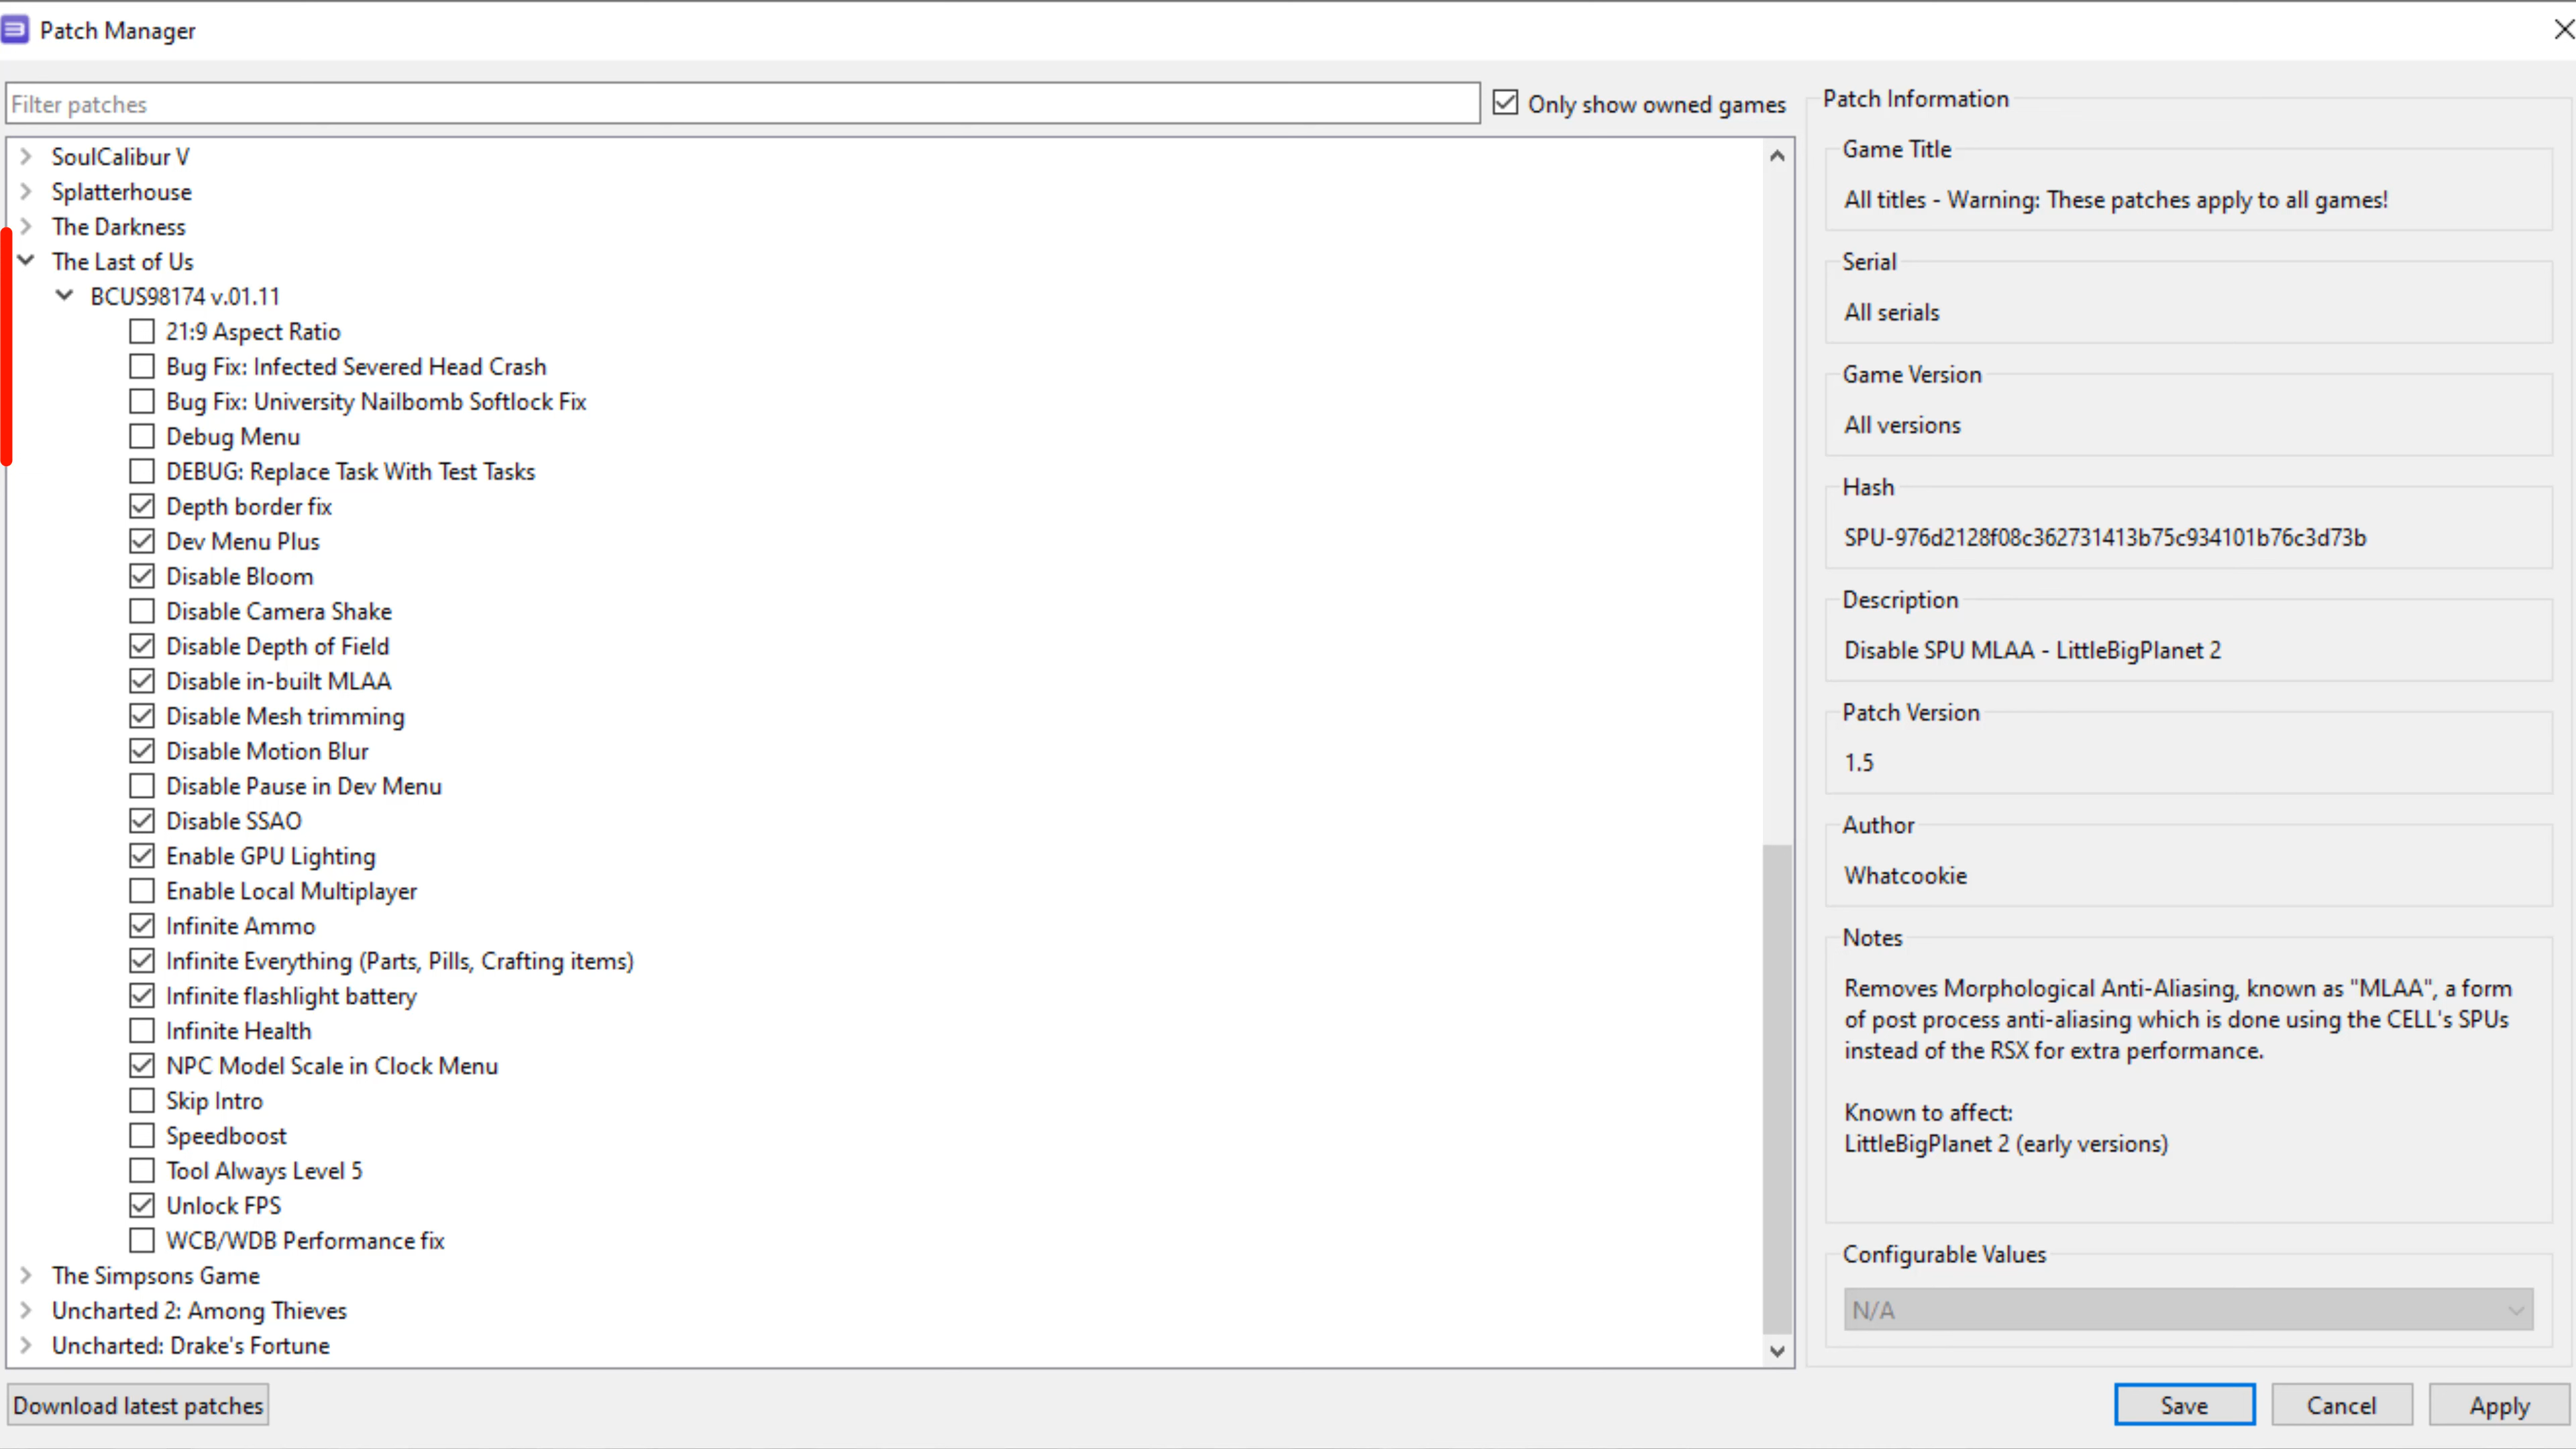 Patch Manager
Filter patches
Only show owned games
SoulCalibur V
Splatterhouse
The Darkness
The Last of Us
BCUS98174 v.01.11
21:9 Aspect Ratio
Bug Fix: Infected Severed Head Crash
Bug Fix: University Nailbomb Softlock Fix
Debug Menu
DEBUG: Replace Task With Test Tasks
Depth border fix
Dev Menu Plus
Disable Bloom
Disable Camera Shake
Disable Depth of Field
Disable in-built MLAA
Disable Mesh trimming
Disable Motion Blur
Disable Pause in Dev Menu
Disable SSAO
Enable GPU Lighting
Enable Local Multiplayer
Infinite Ammo
Infinite Everything (Parts, Pills, Crafting items)
Infinite flashlight battery
Infinite Health
NPC Model Scale in Clock Menu
Skip Intro
Speedboost
Tool Always Level 5
Unlock FPS
WCB/WDB Performance fix
The Simpsons Game
Uncharted 2: Among Thieves
Uncharted: Drake's Fortune
Download latest patches
Patch Information
Game Title
All titles - Warning: These patches apply to all games!
Serial
All serials
Game Version
All versions
Hash
SPU-976d2128f08c362731413b75c934101b76c3d73b
Description
Disable SPU MLAA - LittleBigPlanet 2
Patch Version
1.5
Author
Whatcookie
Notes
Removes Morphological Anti-Aliasing, known as "MLAA", a form
of post process anti-aliasing which is done using the CELL's SPUs
instead of the RSX for extra performance.
Known to affect:
LittleBigPlanet 2 (early versions)
Configurable Values
N/A
Save
Cancel
Apply